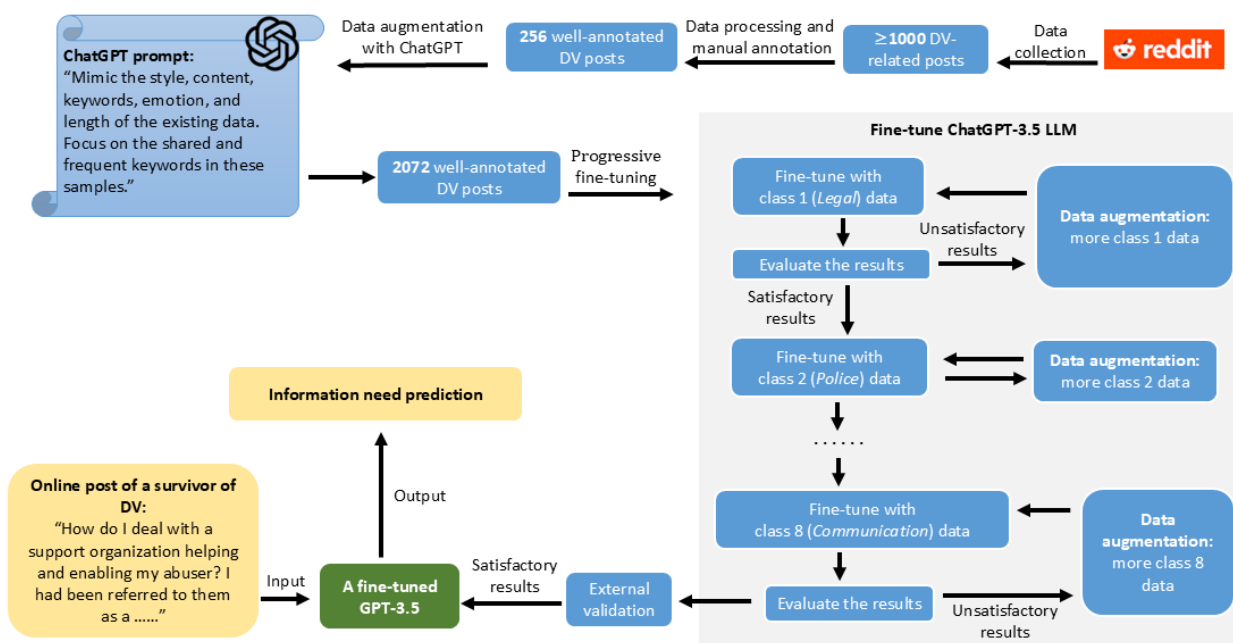 ChatGPT prompt:
“Mimic the style, content,
keywords, emotion, and
length of the existing data.
Focus on the shared and
frequent keywords in these
samples.”
Data augmentation
with ChatGPT
256 well-annotated
DV posts
Data processing and
manual annotation
≥1000 DV-
related posts
Data
collection
reddit
2072 well-annotated
DV posts
Progressive
fine-tuning
Fine-tune ChatGPT-3.5 LLM
Fine-tune with
class 1 (Legal) data
Data augmentation:
more class 1 data
Unsatisfactory
results
Evaluate the results
Satisfactory
results
Fine-tune with
class 2 (Police) data
Data augmentation:
more class 2 data
......
Fine-tune with
class 8 (Communication) data
Data
augmentation:
more class 8
data
Evaluate the results
Unsatisfactory
results
External
validation
Satisfactory
results
A fine-tuned
GPT-3.5
Input
Output
Information need prediction
Online post of a survivor of
DV:
“How do I deal with a
support organization helping
and enabling my abuser? I
had been referred to them
as a ......”